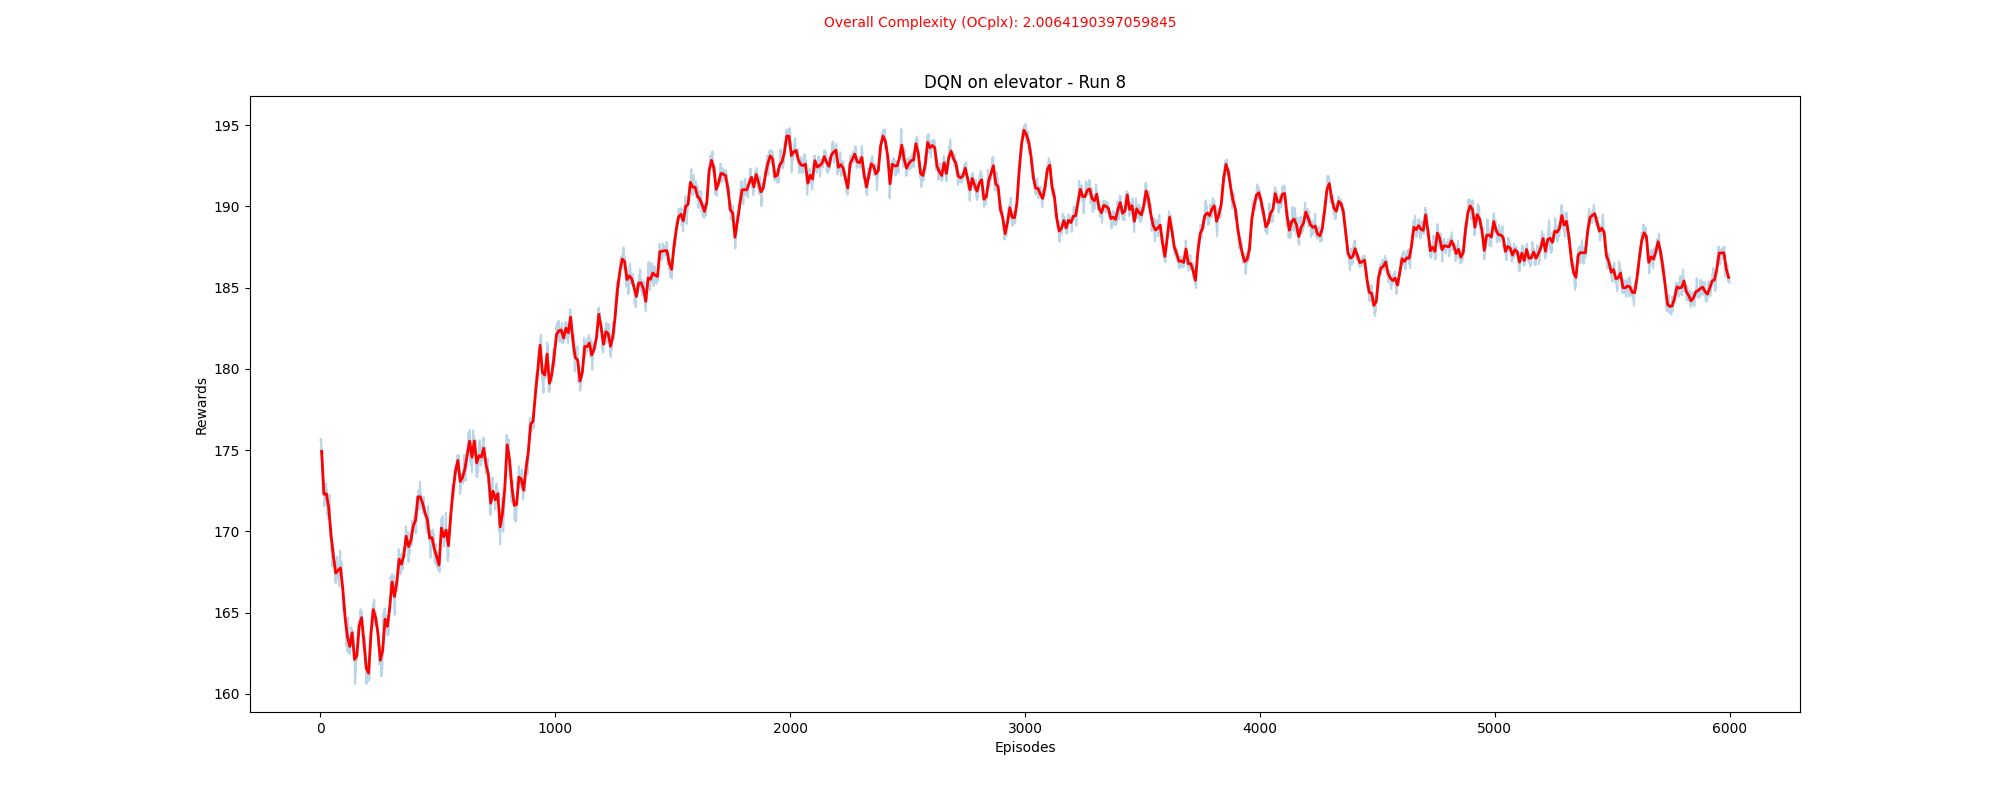 Overall Complexity (OCplx): 2.0064190397059845
DQN on elevator - Run 8
195
190
185
180
175
170
165
160
Rewards
0 1000 2000 3000 4000 5000 6000
Episodes